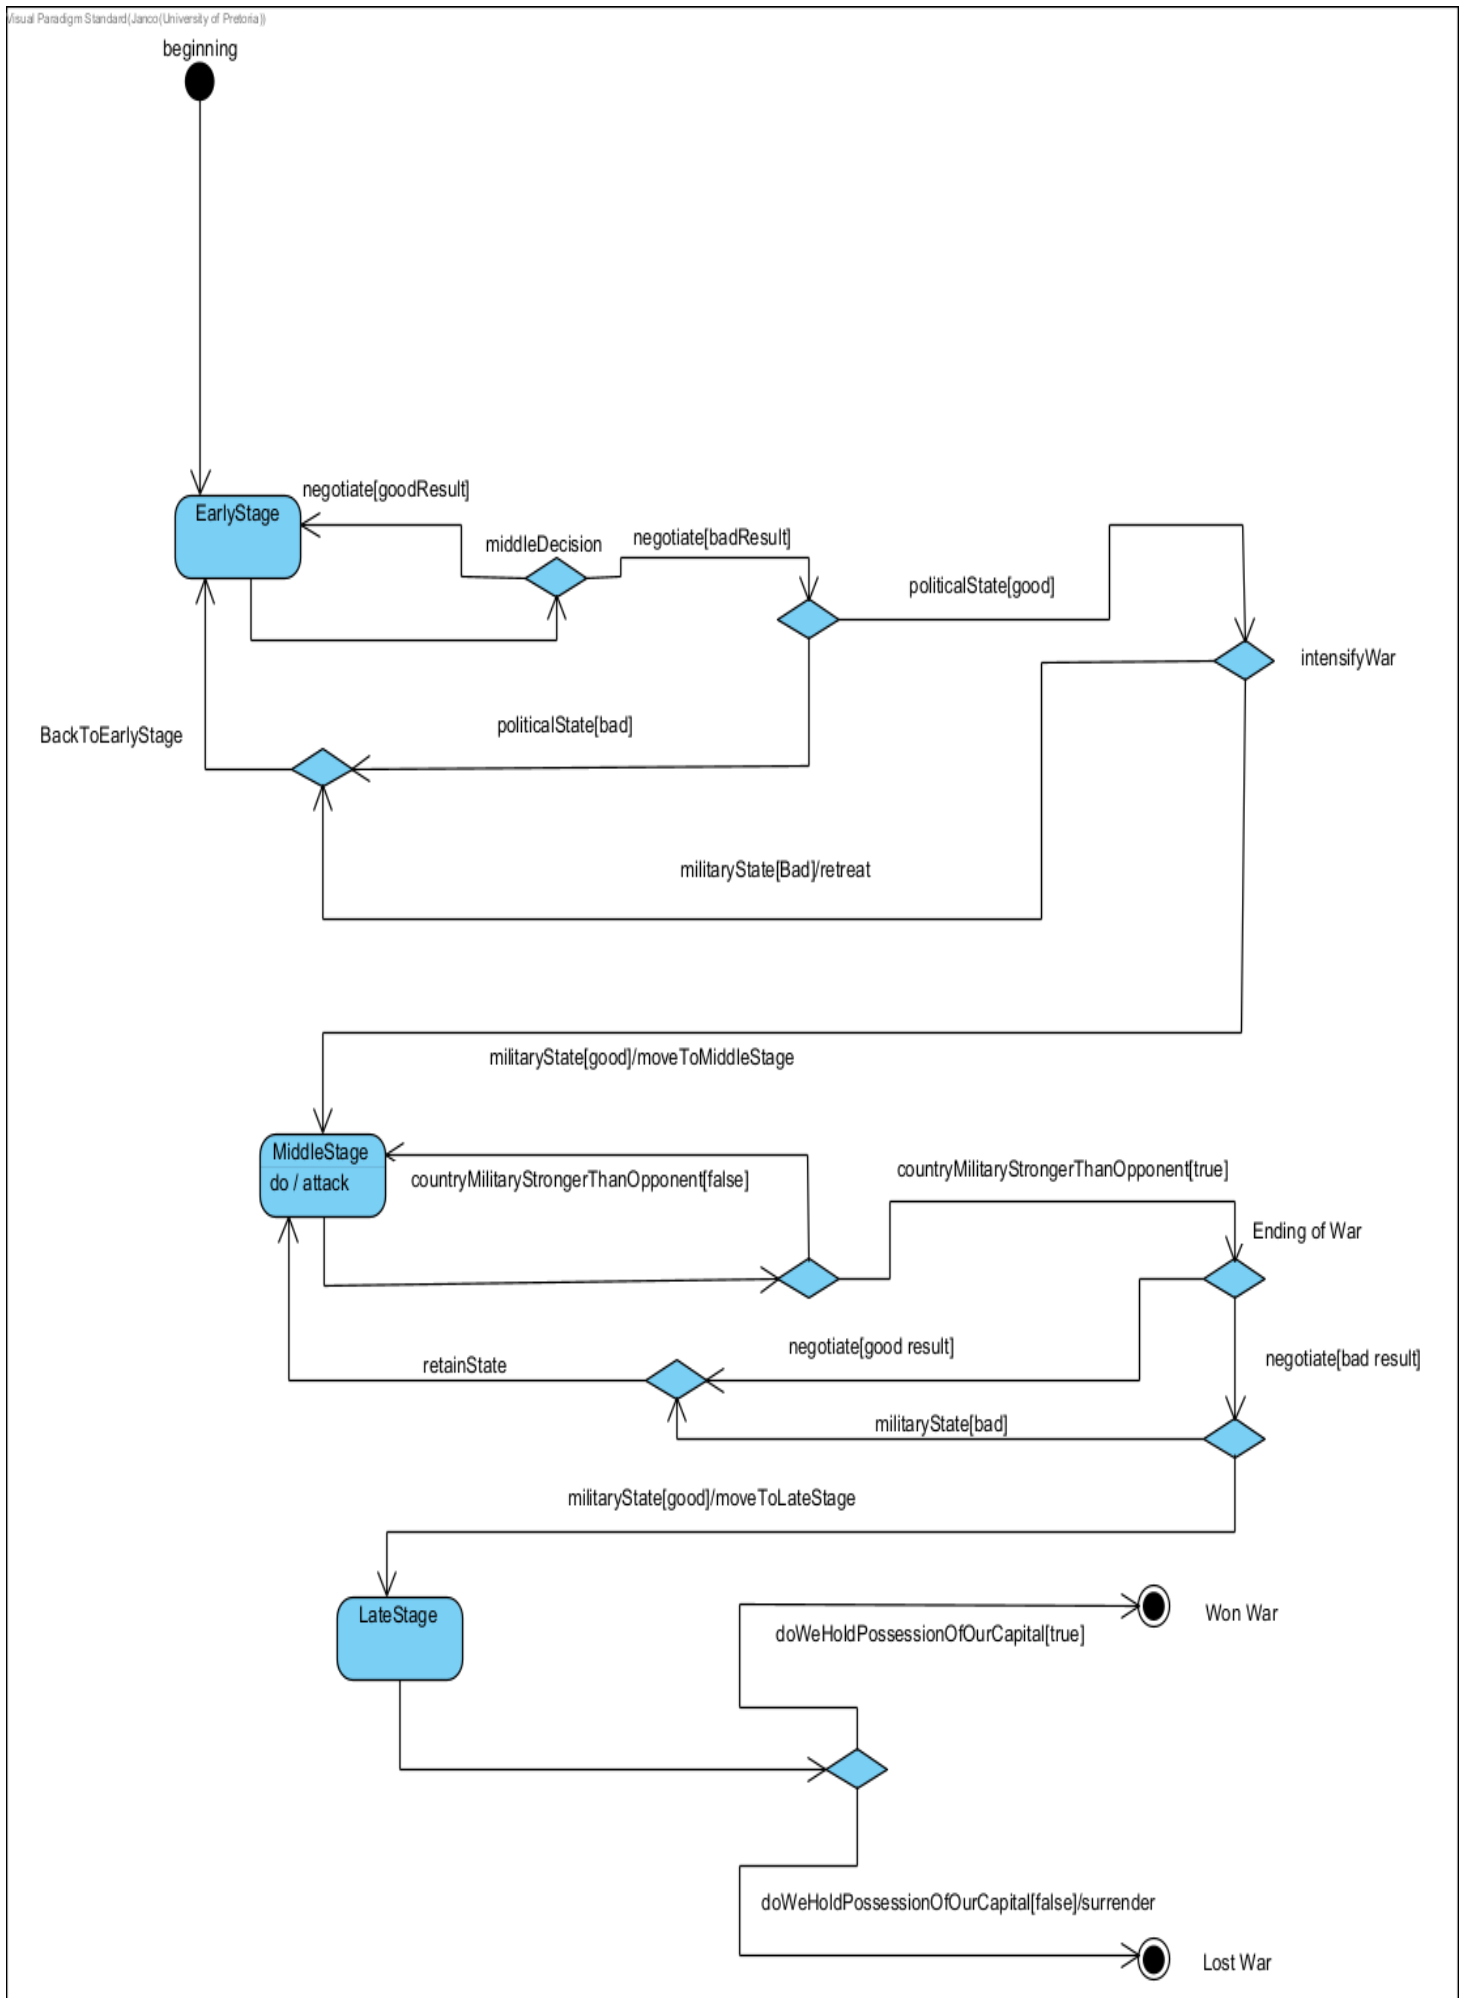 Visual Paradigm Standard(Janco(University of Pretoria))
beginning
EarlyStage
negotiate[goodResult]
middleDecision
negotiate[badResult]
politicalState[good]
intensifyWar
BackToEarlyStage
politicalState[bad]
militaryState[Bad]/retreat
militaryState[good]/moveToMiddleStage
MiddleStage
do / attack
countryMilitaryStrongerThanOpponent[false]
countryMilitaryStrongerThanOpponent[true]
Ending of War
negotiate[good result]
negotiate[bad result]
retainState
militaryState[bad]
militaryState[good]/moveToLateStage
LateStage
Won War
doWeHoldPossessionOfOurCapital[true]
doWeHoldPossessionOfOurCapital[false]/surrender
Lost War